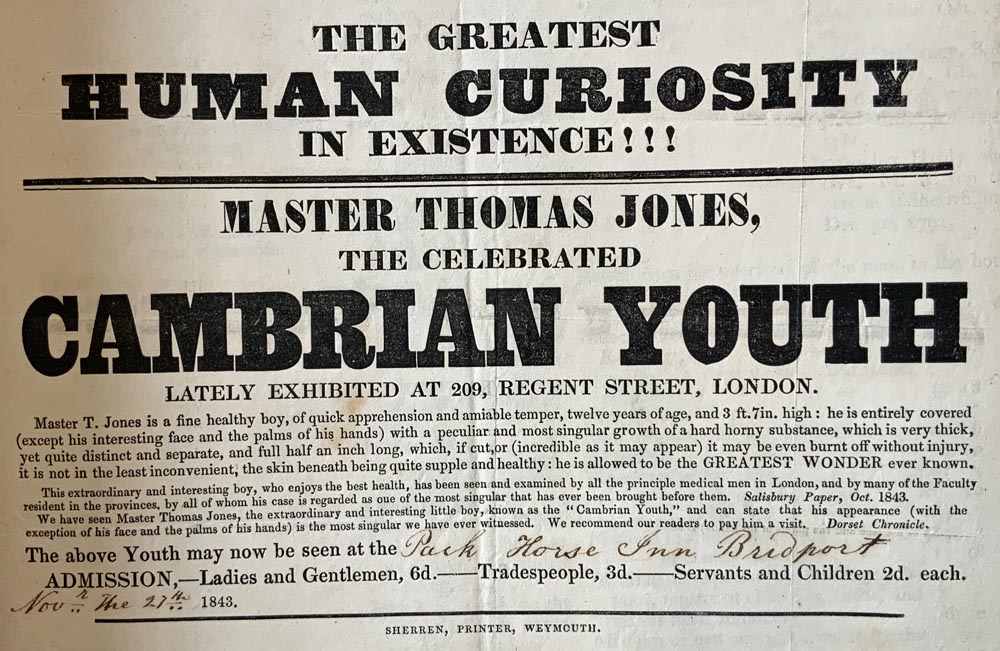 THE GREATEST
HUMAN CURIOSITY
IN EXISTENCE!!!
MASTER THOMAS JONES,
THE CELEBRATED
CAMBRIAN YOUTH
LATELY EXHIBITED AT 209, REGENT STREET, LONDON.
Master T. Jones is a fine healthy boy, of quick apprehension and amiable temper, twelve years of age, and 3 ft.7in. high: he is entirely covered
(except his interesting face and the palms of his hands) with a peculiar and most singular growth of a hard horny substance, which is very thick,
yet quite distinct and separate, and full half an inch long, which, if cut,or (incredible as it may appear) it may be even burnt off without injury,
it is not in the least inconvenient, the skin beneath being quite supple and healthy: he is allowed to be the GREATEST WONDER ever known.
This extraordinary and interesting boy, who enjoys the best health, has been seen and examined by all the principle medical men in London, and by many of the Faculty
resident in the provinces, by all of whom his case is regarded as one of the most singular that has ever been brought before them. Salisbury Paper, Oct. 1843.
We have seen Master Thomas Jones, the extraordinary and interesting little boy, known as the "Cambrian Youth," and can state that his appearance (with the
exception of his face and the palms of his hands) is the most singular we have ever witnessed. We recommend our readers to pay him a visit. Dorset Chronicle.
The above Youth may now be seen at the Pack Horse Inn Bridport
ADMISSION,—Ladies and Gentlemen, 6d.——Tradespeople, 3d.——Servants and Children 2d. each.
Novr. The 27th 1843.
SHERREN, PRINTER, WEYMOUTH.